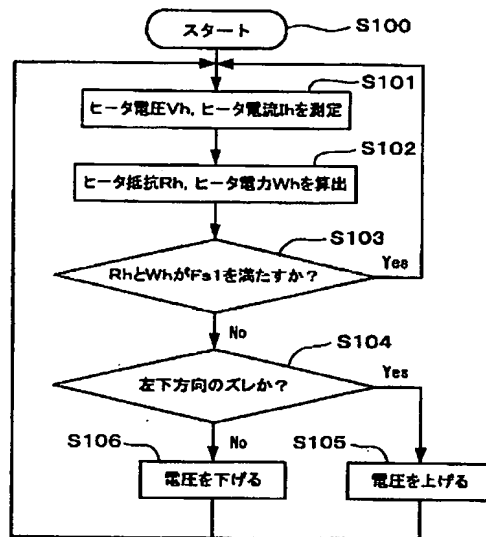 スタート
S100
S101
ヒータ電圧Vh, ヒータ電流Ihを測定
S102
ヒータ抵抗Rh, ヒータ電力Whを算出
S103
RhとWhがFs1を満たすか?
Yes
No
S104
左下方向のズレか?
Yes
No
S106
電圧を下げる
S105
電圧を上げる